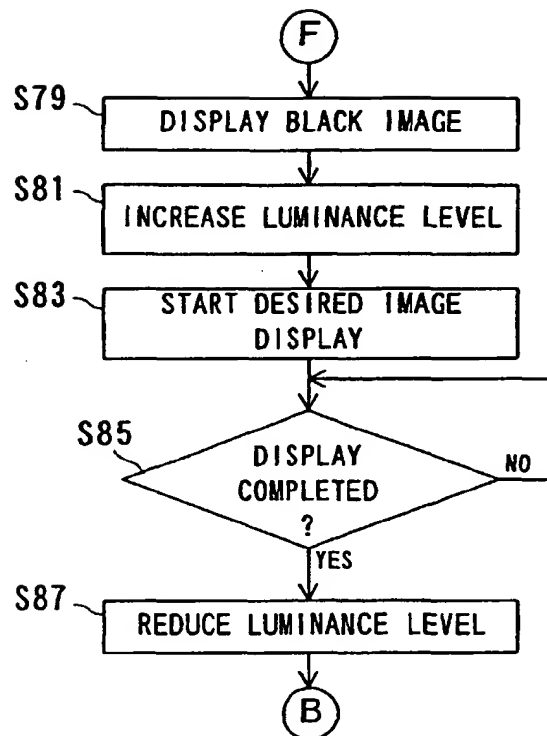 F
S79
DISPLAY BLACK IMAGE
S81
INCREASE LUMINANCE LEVEL
S83
START DESIRED IMAGE
DISPLAY
S85
DISPLAY
COMPLETED
?
NO
YES
S87
REDUCE LUMINANCE LEVEL
B